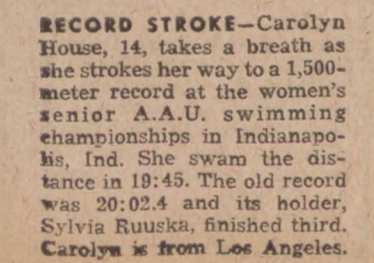 RECORD STROKE—Carolyn
House, 14, takes a breath as
she strokes her way to a 1,500-
meter record at the women's
senior A.A.U. swimming
championships in Indianapo-
lis, Ind. She swam the dis-
tance in 19:45. The old record
was 20:02.4 and its holder,
Sylvia Ruuska, finished third.
Carolyn is from Los Angeles.